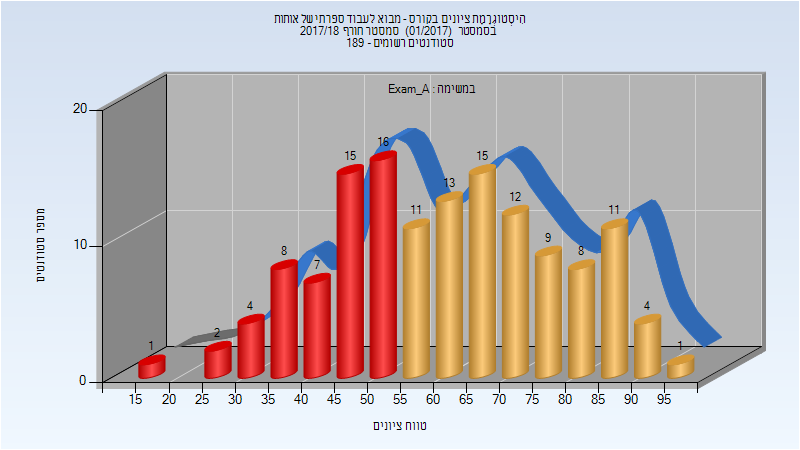 היסטוגרמת ציונים בקורס - מבוא לעבוד ספרתי של אותות
בסמסטר (01/2017) סמסטר חורף 2017/18
סטודנטים רשומים - 189
במשימה : Exam_A
מספר סטודנטים
20
10
0
1
2
4
8
7
15
16
11
13
15
12
9
8
11
4
1
15 20 25 30 35 40 45 50 55 60 65 70 75 80 85 90 95
טווח ציונים